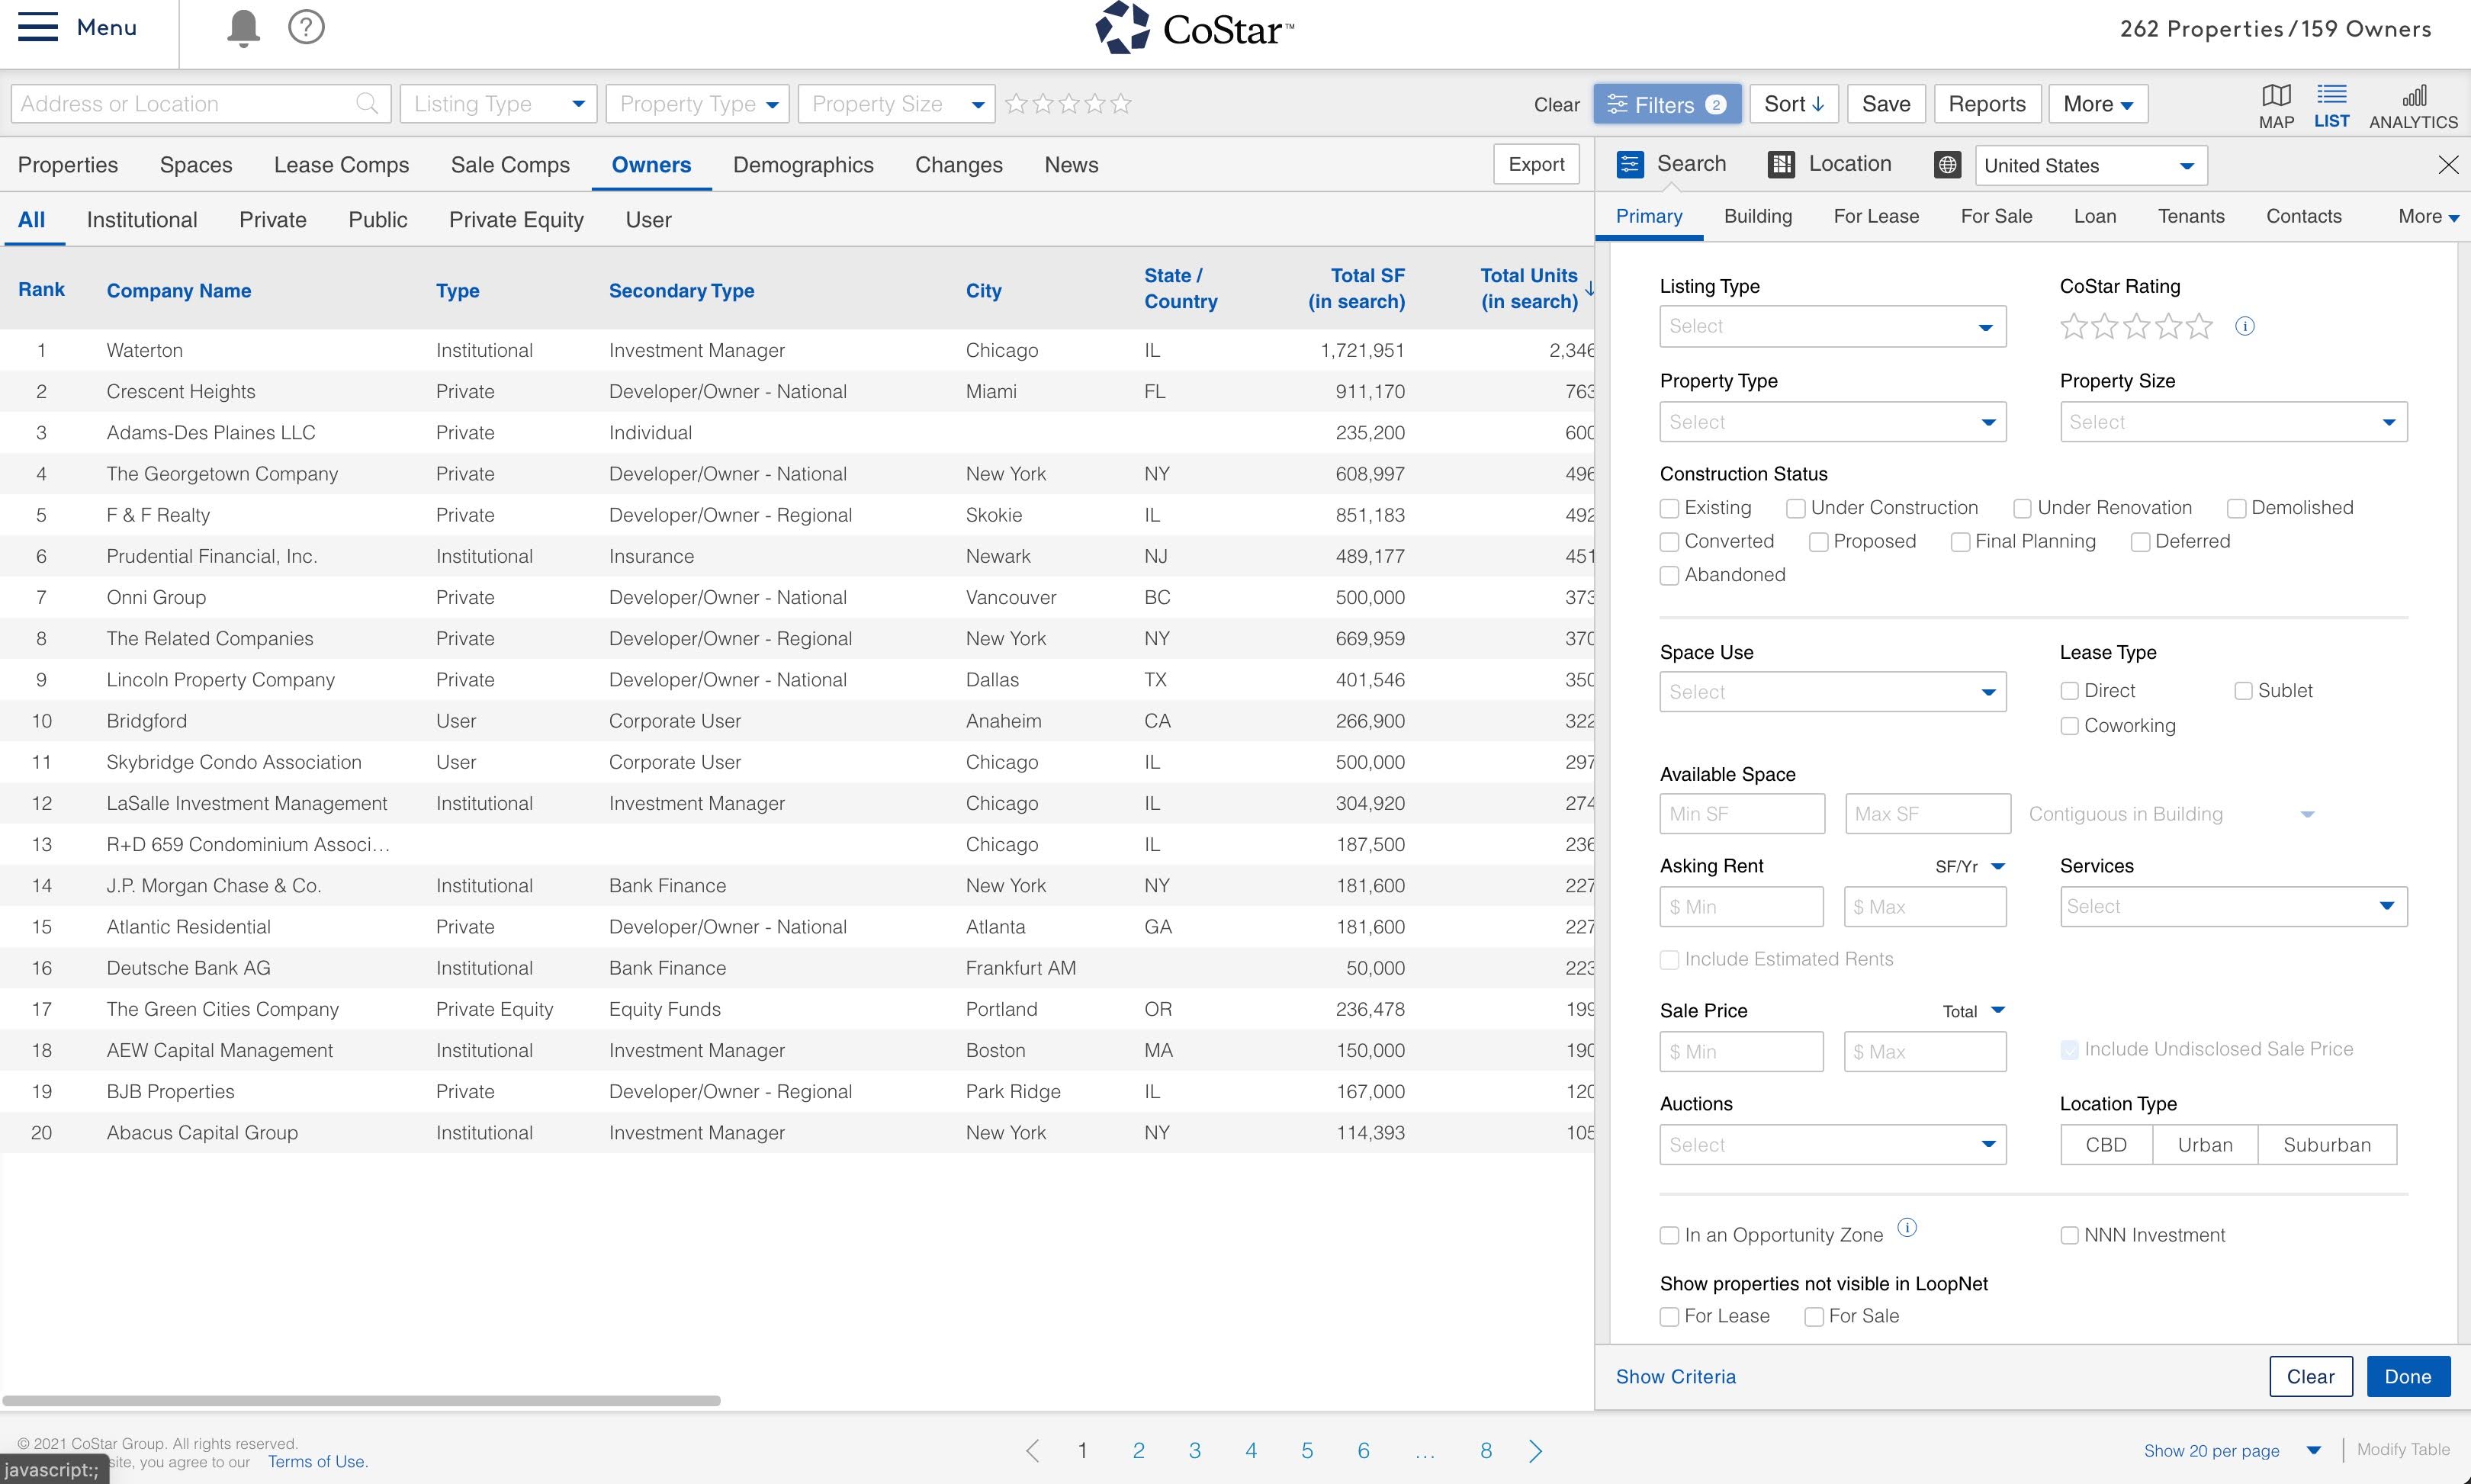 Menu
?
CoStar™
262 Properties/159 Owners
Address or Location
Listing Type
Property Type
Property Size
Clear
Filters 2
Sort
Save
Reports
More
MAP
LIST
ANALYTICS
Properties Spaces Lease Comps Sale Comps Owners Demographics Changes News
Export
All Institutional Private Public Private Equity User
Rank Company Name Type Secondary Type City State / Country Total SF (in search) Total Units (in search)
1 Waterton Institutional Investment Manager Chicago IL 1,721,951 2,346
2 Crescent Heights Private Developer/Owner - National Miami FL 911,170 763
3 Adams-Des Plaines LLC Private Individual 235,200 600
4 The Georgetown Company Private Developer/Owner - National New York NY 608,997 496
5 F & F Realty Private Developer/Owner - Regional Skokie IL 851,183 492
6 Prudential Financial, Inc. Institutional Insurance Newark NJ 489,177 451
7 Onni Group Private Developer/Owner - National Vancouver BC 500,000 373
8 The Related Companies Private Developer/Owner - Regional New York NY 669,959 370
9 Lincoln Property Company Private Developer/Owner - National Dallas TX 401,546 350
10 Bridgford User Corporate User Anaheim CA 266,900 322
11 Skybridge Condo Association User Corporate User Chicago IL 500,000 297
12 LaSalle Investment Management Institutional Investment Manager Chicago IL 304,920 274
13 R+D 659 Condominium Associ... Chicago IL 187,500 236
14 J.P. Morgan Chase & Co. Institutional Bank Finance New York NY 181,600 227
15 Atlantic Residential Private Developer/Owner - National Atlanta GA 181,600 227
16 Deutsche Bank AG Institutional Bank Finance Frankfurt AM 50,000 223
17 The Green Cities Company Private Equity Equity Funds Portland OR 236,478 199
18 AEW Capital Management Institutional Investment Manager Boston MA 150,000 190
19 BJB Properties Private Developer/Owner - Regional Park Ridge IL 167,000 120
20 Abacus Capital Group Institutional Investment Manager New York NY 114,393 105
Search Location United States
Primary Building For Lease For Sale Loan Tenants Contacts More
Listing Type CoStar Rating
Select
Property Type Property Size
Select Select
Construction Status
Existing Under Construction Under Renovation Demolished
Converted Proposed Final Planning Deferred
Abandoned
Space Use Lease Type
Select Direct Sublet
Coworking
Available Space
Min SF Max SF Contiguous in Building
Asking Rent SF/Yr Services
$ Min $ Max Select
Include Estimated Rents
Sale Price Total
$ Min $ Max Include Undisclosed Sale Price
Auctions Location Type
Select CBD Urban Suburban
In an Opportunity Zone NNN Investment
Show properties not visible in LoopNet
For Lease For Sale
Show Criteria Clear Done
© 2021 CoStar Group. All rights reserved.
site, you agree to our Terms of Use.
javascript:;
1 2 3 4 5 6 ... 8
Show 20 per page
Modify Table